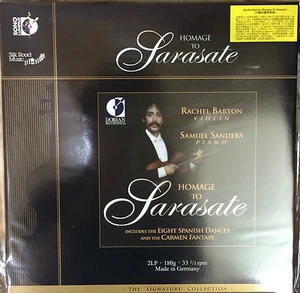 HOMAGE
TO
Sarasate
Silk Road
Music
DORIAN
RECORDINGS
RACHEL BARTON
VIOLIN
SAMUEL SANDERS
PIANO
HOMAGE
TO
Sarasate
INCLUDES THE EIGHT SPANISH DANCES
AND THE CARMEN FANTASY
2LP · 180g · 33 1/3 rpm
Made in Germany
- THE SIGNATURE COLLECTION -